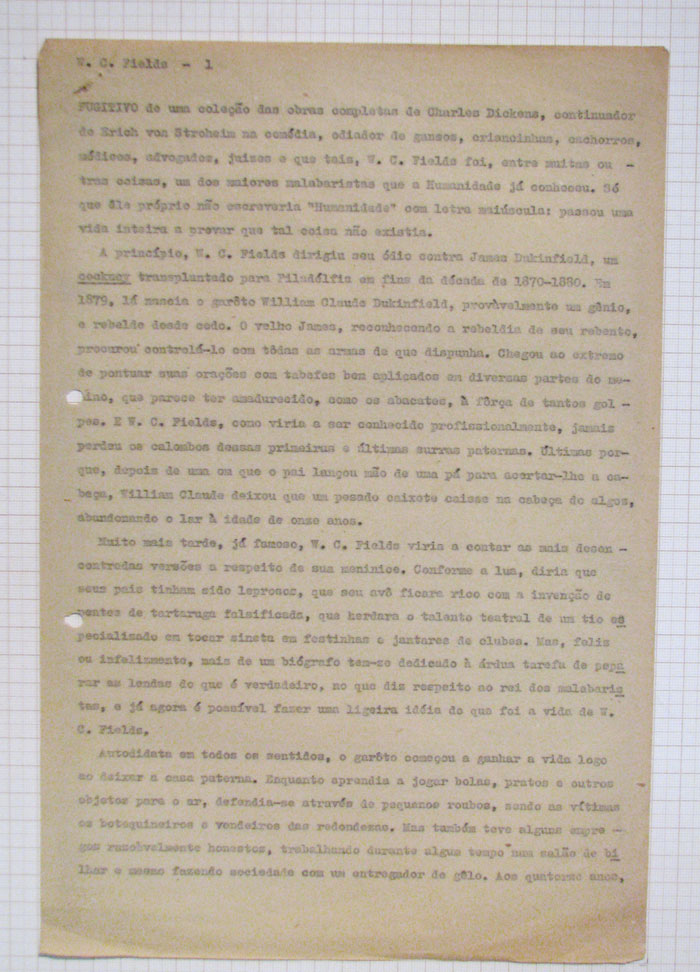 W. C. Fields - 1
FUGITIVO de uma coleção das obras completas de Charles Dickens, continuador
de Erich von Stroheim na comédia, odiador de gansos, criancinhas, cachorros,
médicos, advogados, juizes e que tais, W. C. Fields foi, entre muitas ou -
tras coisas, um dos maiores malabaristas que a Humanidade já conheceu. Só
que êle próprio não escreveria "Humanidade" com letra maiúscula: passou uma
vida inteira a provar que tal coisa não existia.
A princípio, W. C. Fields dirigiu seu ódio contra James Dukinfield, um
cockney transplantado para Filadélfia em fins da década de 1870-1880. Em
1879, lá nascia o garôto William Claude Dukinfield, provàvelmente um gênio,
e rebelde desde cedo. O velho James, reconhecendo a rebeldia de seu rebento,
procurou controlá-lo com tôdas as armas de que dispunha. Chegou ao extremo
de pontuar suas orações com tabefes bem aplicados em diversas partes do me-
nino, que parece ter amadurecido, como os abacates, à fôrça de tantos gol -
pes. E W. C. Fields, como viria a ser conhecido profissionalmente, jamais
perdeu os calombos dessas primeiras e últimas surras paternas. Últimas por-
que, depois de uma em que o pai lançou mão de uma pá para acertar-lhe a ca-
beça, William Claude deixou que um pesado caixote caisse na cabeça do algoz,
abandonando o lar à idade de onze anos.
Muito mais tarde, já famoso, W. C. Fields viria a contar as mais desen -
contradas versões a respeito de sua meninice. Conforme a lua, diria que
seus pais tinham sido leprosos, que seu avô ficara rico com a invenção de
pentes de tartaruga falsificada, que herdara o talento teatral de um tio es
pecializado em tocar sineta em festinhas e jantares de clubes. Mas, feliz
ou infelizmente, mais de um biógrafo tem-se dedicado à árdua tarefa de sepa
rar as lendas do que é verdadeiro, no que diz respeito ao rei dos malabaris
tas, e já agora é possível fazer uma ligeira idéia do que foi a vida de W.
C. Fields.
Autodidata em todos os sentidos, o garôto começou a ganhar a vida logo
ao deixar a casa paterna. Enquanto aprendia a jogar bolas, pratos e outros
objetos para o ar, defendia-se através de pequenos roubos, sendo as vítimas
os botequineiros e vendeiros das redondezas. Mas também teve alguns empre -
gos razoàvelmente honestos, trabalhando durante algum tempo num salão de bi
lhar e mesmo fazendo sociedade com um entregador de gêlo. Aos quatorze anos,